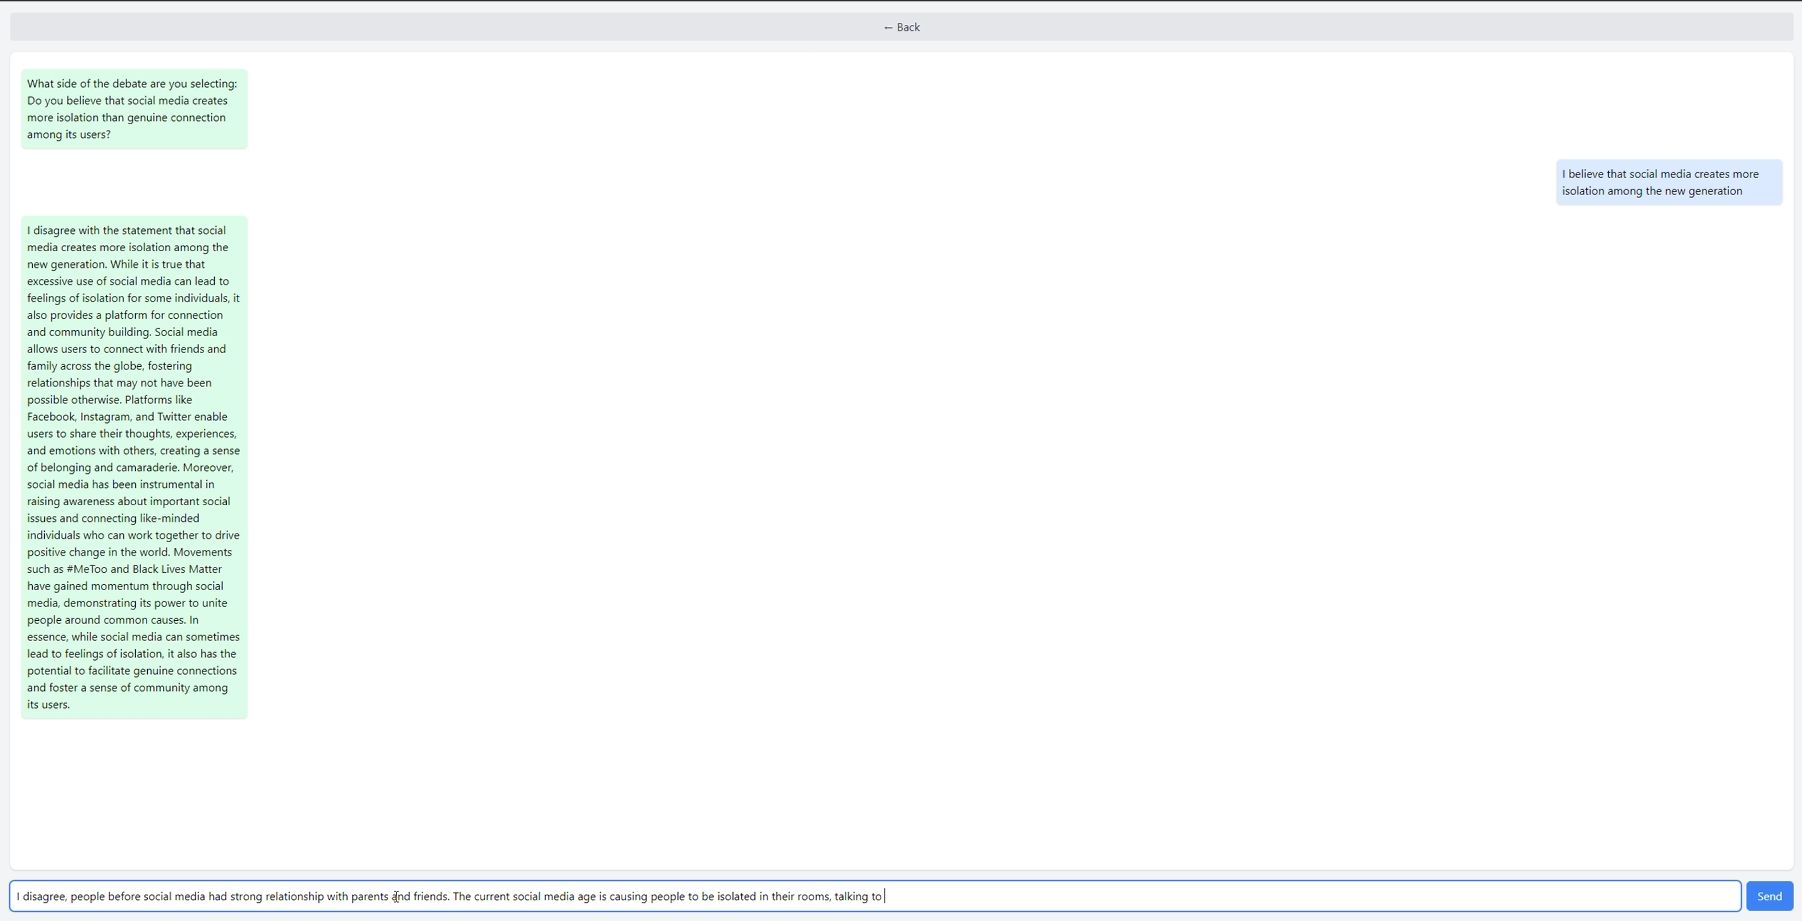 ← Back
What side of the debate are you selecting:
Do you believe that social media creates
more isolation than genuine connection
among its users?
I believe that social media creates more
isolation among the new generation
I disagree with the statement that social
media creates more isolation among the
new generation. While it is true that
excessive use of social media can lead to
feelings of isolation for some individuals, it
also provides a platform for connection
and community building. Social media
allows users to connect with friends and
family across the globe, fostering
relationships that may not have been
possible otherwise. Platforms like
Facebook, Instagram, and Twitter enable
users to share their thoughts, experiences,
and emotions with others, creating a sense
of belonging and camaraderie. Moreover,
social media has been instrumental in
raising awareness about important social
issues and connecting like-minded
individuals who can work together to drive
positive change in the world. Movements
such as #MeToo and Black Lives Matter
have gained momentum through social
media, demonstrating its power to unite
people around common causes. In
essence, while social media can sometimes
lead to feelings of isolation, it also has the
potential to facilitate genuine connections
and foster a sense of community among
its users.
I disagree, people before social media had strong relationship with parents and friends. The current social media age is causing people to be isolated in their rooms, talking to
Send